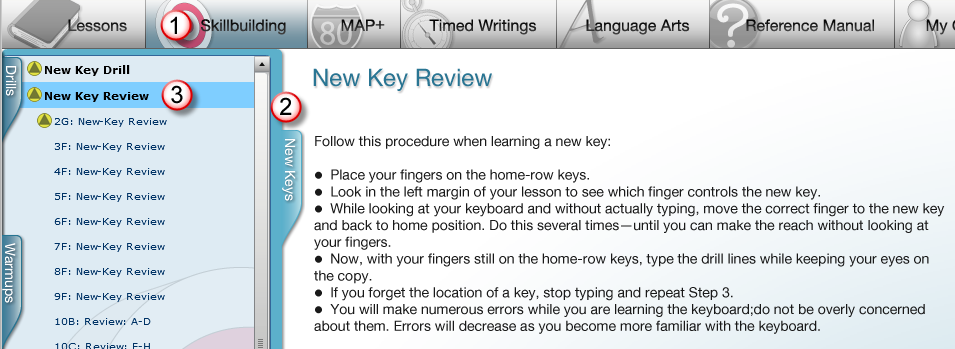 Lessons
Skillbuilding
MAP+
Timed Writings
Language Arts
Reference Manual
My
1
80
Drills
New Key Drill
New Key Review
3
2G: New-Key Review
3F: New-Key Review
4F: New-Key Review
5F: New-Key Review
6F: New-Key Review
7F: New-Key Review
8F: New-Key Review
9F: New-Key Review
10B: Review: A-D
10C: Review: E-H
Warmups
2
New Keys
New Key Review
Follow this procedure when learning a new key:
● Place your fingers on the home-row keys.
● Look in the left margin of your lesson to see which finger controls the new key.
● While looking at your keyboard and without actually typing, move the correct finger to the new key
and back to home position. Do this several times—until you can make the reach without looking at
your fingers.
● Now, with your fingers still on the home-row keys, type the drill lines while keeping your eyes on
the copy.
● If you forget the location of a key, stop typing and repeat Step 3.
● You will make numerous errors while you are learning the keyboard;do not be overly concerned
about them. Errors will decrease as you become more familiar with the keyboard.